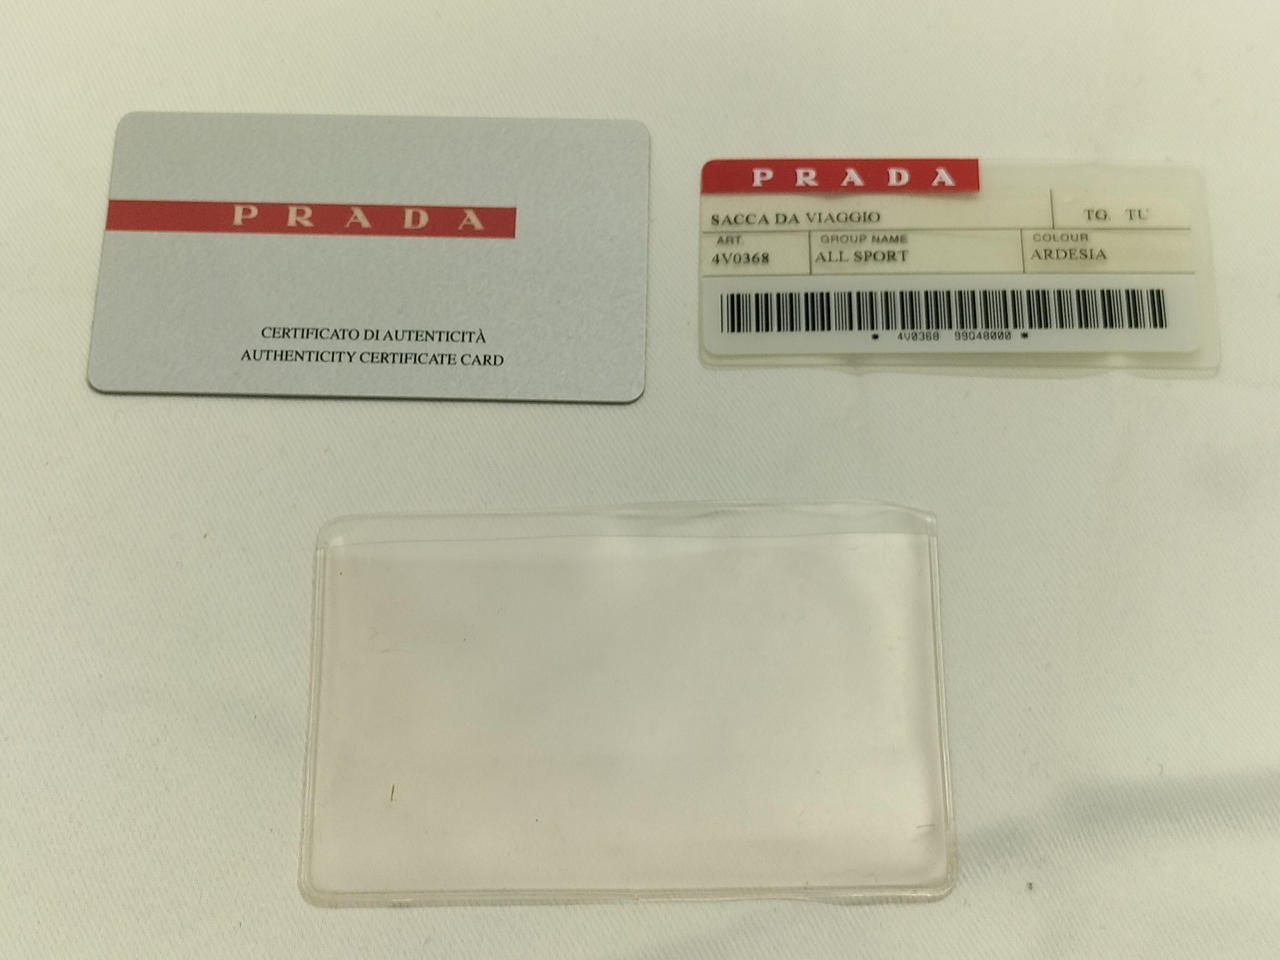 PRADA
CERTIFICATO DI AUTENTICITÀ
AUTHENTICITY CERTIFICATE CARD
PRADA
SACCA DA VIAGGIO TG. TU
ART. GROUP NAME COLOUR
4V0368 ALL SPORT ARDESIA
* 4V0368 99G48000 *